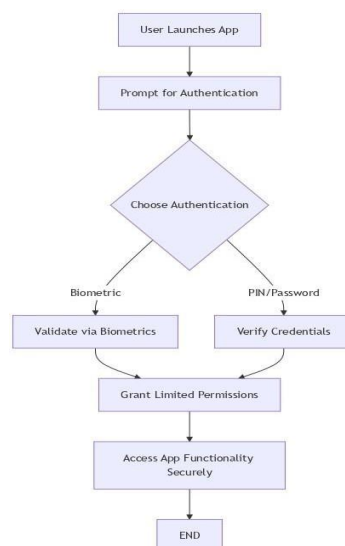 User Launches App
Prompt for Authentication
Choose Authentication
Biometric
PIN/Password
Validate via Biometrics
Verify Credentials
Grant Limited Permissions
Access App Functionality
Securely
END